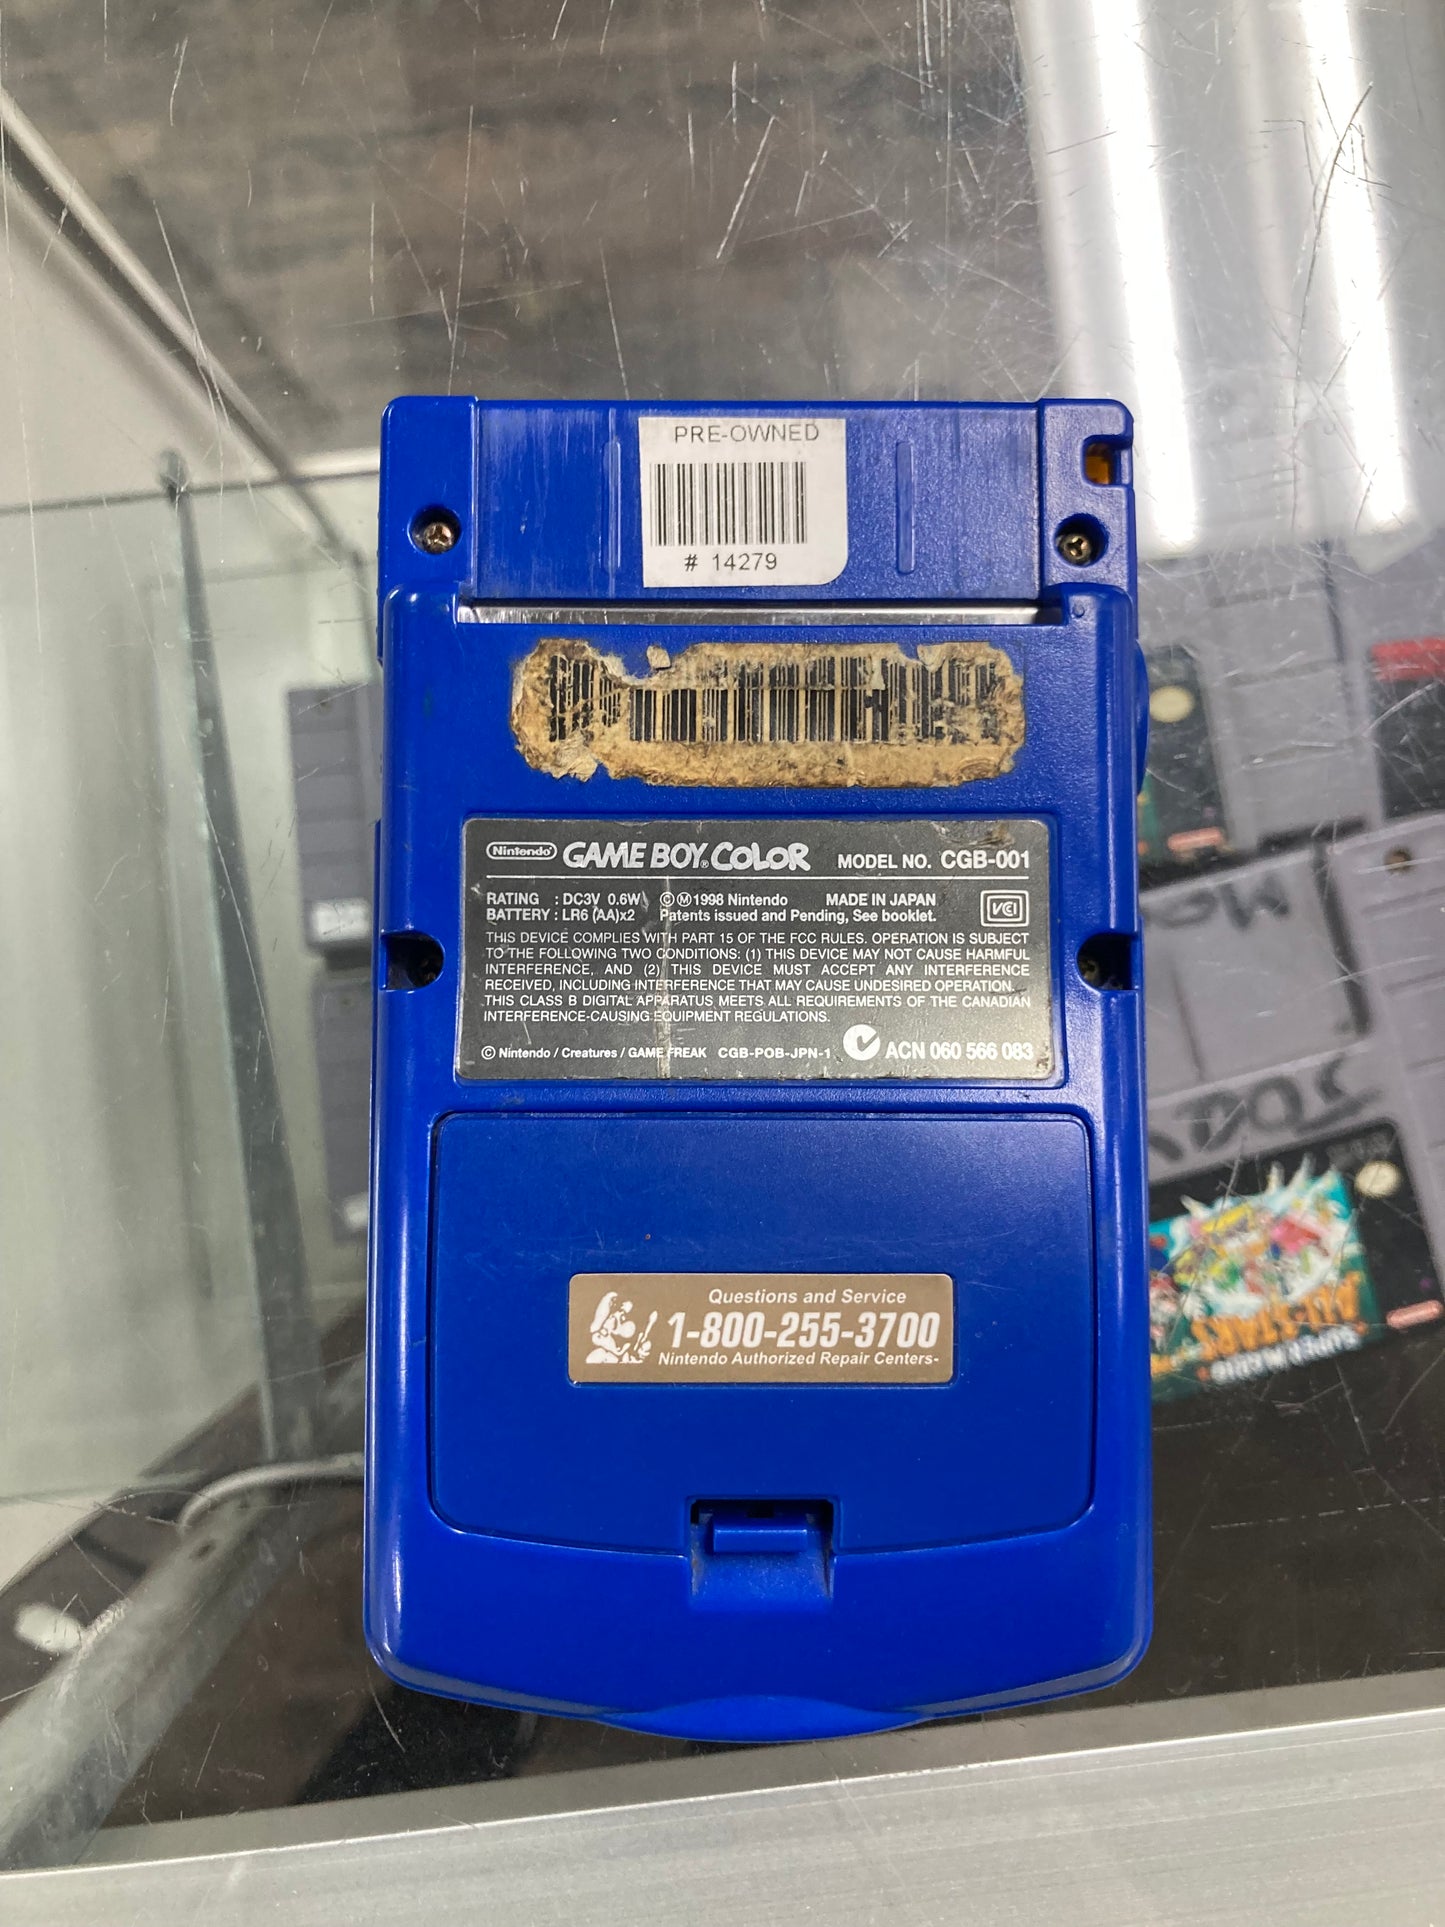 PRE-OWNED
# 14279
Nintendo GAME BOY® COLOR MODEL NO. CGB-001
RATING : DC3V 0.6W ©Ⓜ1998 Nintendo MADE IN JAPAN
BATTERY : LR6 (AA)x2 Patents issued and Pending, See booklet.
VCI
THIS DEVICE COMPLIES WITH PART 15 OF THE FCC RULES. OPERATION IS SUBJECT
TO THE FOLLOWING TWO CONDITIONS: (1) THIS DEVICE MAY NOT CAUSE HARMFUL
INTERFERENCE, AND (2) THIS DEVICE MUST ACCEPT ANY INTERFERENCE
RECEIVED, INCLUDING INTERFERENCE THAT MAY CAUSE UNDESIRED OPERATION.
THIS CLASS B DIGITAL APPARATUS MEETS ALL REQUIREMENTS OF THE CANADIAN
INTERFERENCE-CAUSING EQUIPMENT REGULATIONS.
© Nintendo / Creatures / GAME FREAK CGB-POB-JPN-1 ACN 060 566 083
Questions and Service
1-800-255-3700
Nintendo Authorized Repair Centers-
SUPER MARIO
ALL-STARS